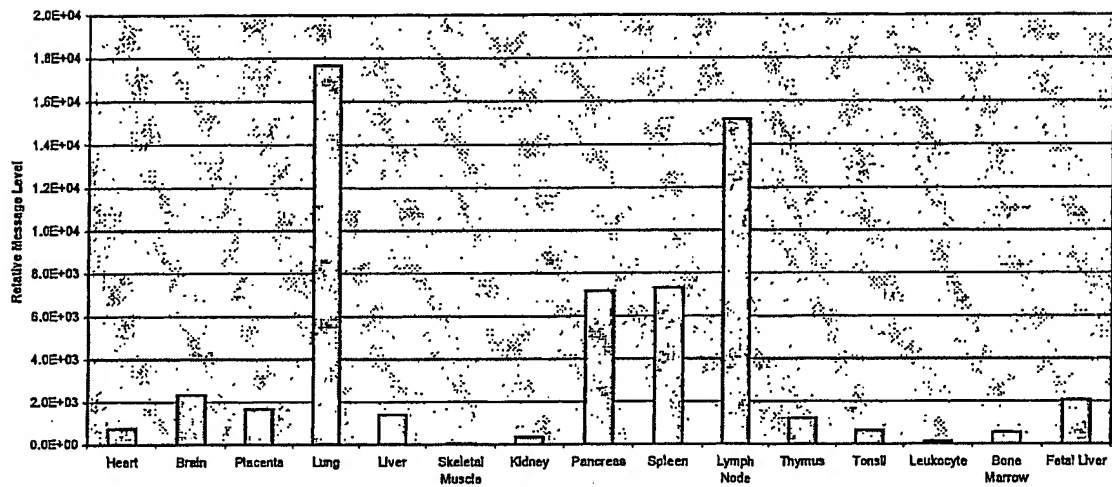 2.0E+04
1.8E+04
1.6E+04
1.4E+04
1.2E+04
1.0E+04
8.0E+03
6.0E+03
4.0E+03
2.0E+03
0.0E+00
Relative Message Level
Heart Brain Placenta Lung Liver Skeletal Muscle Kidney Pancreas Spleen Lymph Node Thymus Tonsil Leukocyte Bone Marrow Fetal Liver